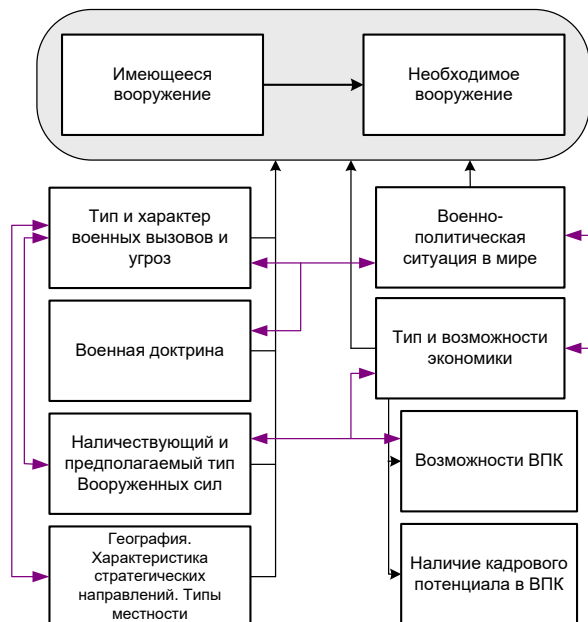 Имеющееся
вооружение
Необходимое
вооружение
Тип и характер
военных вызовов и
угроз
Военно-
политическая
ситуация в мире
Военная доктрина
Тип и возможности
экономики
Наличествующий и
предполагаемый тип
Вооруженных сил
Возможности ВПК
География.
Характеристика
стратегических
направлений. Типы
местности
Наличие кадрового
потенциала в ВПК